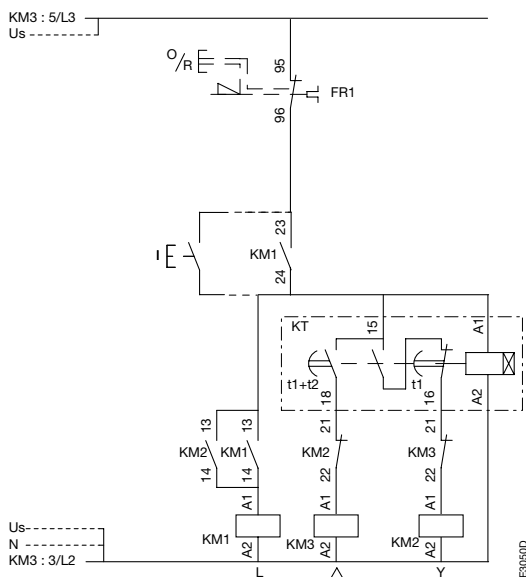 KM3 : 5/L3
Us
O/R
95
96
FR1
I
KM1
23
24
KT
15
A1
t1+t2
t1
18
16
A2
13
13
21
21
KM2
KM1
KM2
KM3
14
14
22
22
A1
A1
A1
Us
N
KM3 : 3/L2
KM1
A2
KM3
A2
KM2
A2
L
Y
E3050D